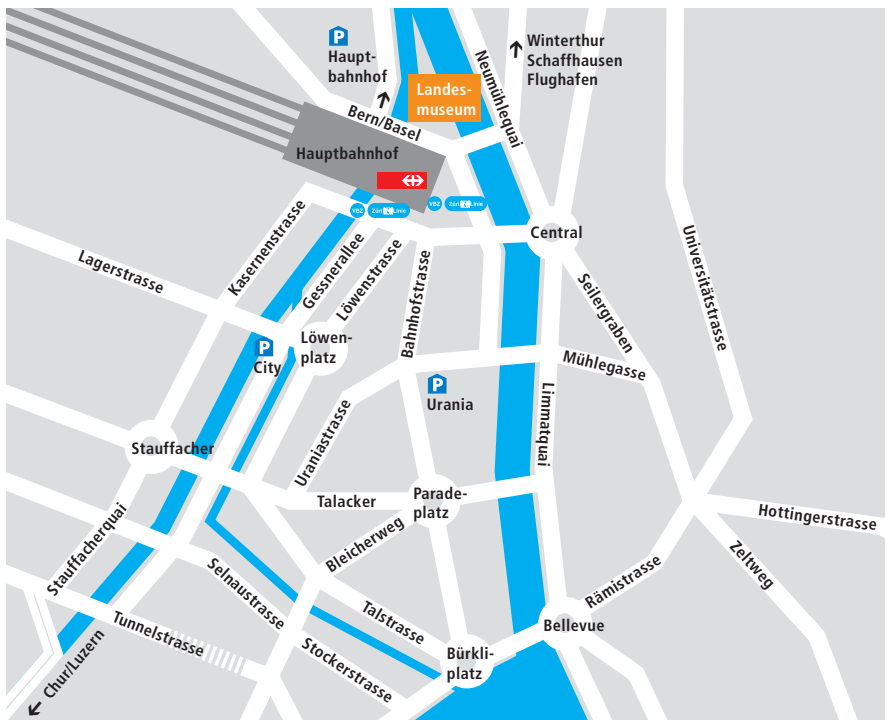 P
Haupt-
bahnhof
Winterthur
Schaffhausen
Flughafen
Neumühlequai
Landes-
museum
Bern/Basel
Hauptbahnhof
VBZ
Züri Linie
VBZ
Züri Linie
Central
Kasernenstrasse
Gessnerallee
Löwenstrasse
Bahnhofstrasse
Lagerstrasse
Seilergraben
Universitätstrasse
P
City
Löwen-
platz
Mühlegasse
P
Urania
Limmatquai
Uraniastrasse
Stauffacher
Talacker
Parade-
platz
Hottingerstrasse
Stauffacherquai
Bleicherweg
Selnaustrasse
Zeltweg
Rämistrasse
Tunnelstrasse
Talstrasse
Bellevue
Stockerstrasse
Bürkli-
platz
Chur/Luzern